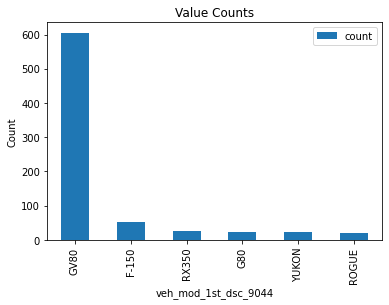 Value Counts
count
600
500
400
300
200
100
0
Count
GV80
F-150
RX350
G80
YUKON
ROGUE
veh_mod_1st_dsc_9044